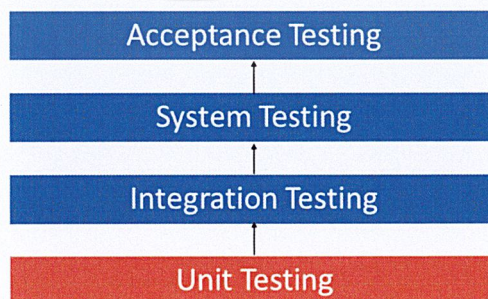 Acceptance Testing
System Testing
Integration Testing
Unit Testing